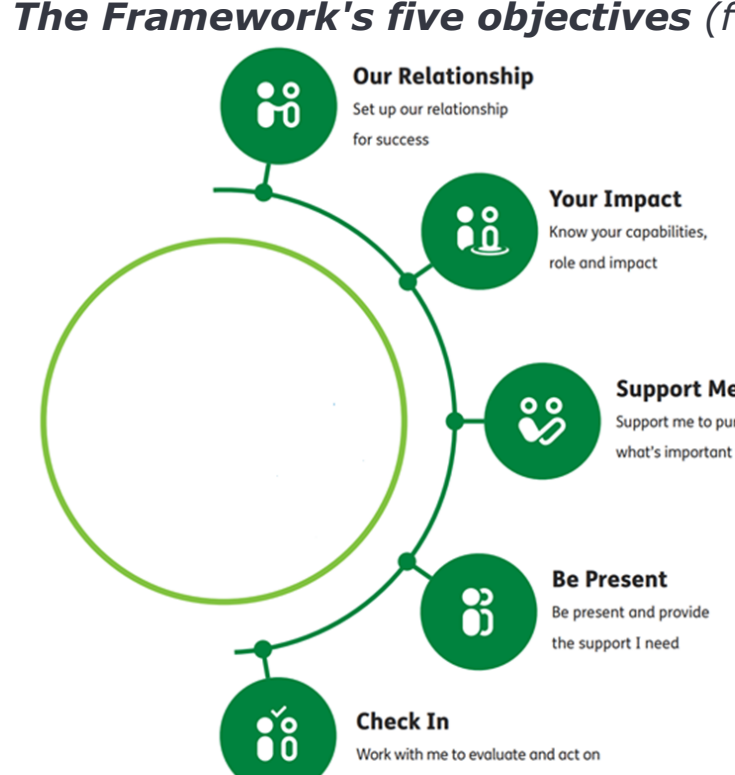 The Framework's five objectives (f
Our Relationship
Set up our relationship
for success
Your Impact
Know your capabilities,
role and impact
Support Me
Support me to pur
what's important
Be Present
Be present and provide
the support I need
Check In
Work with me to evaluate and act on